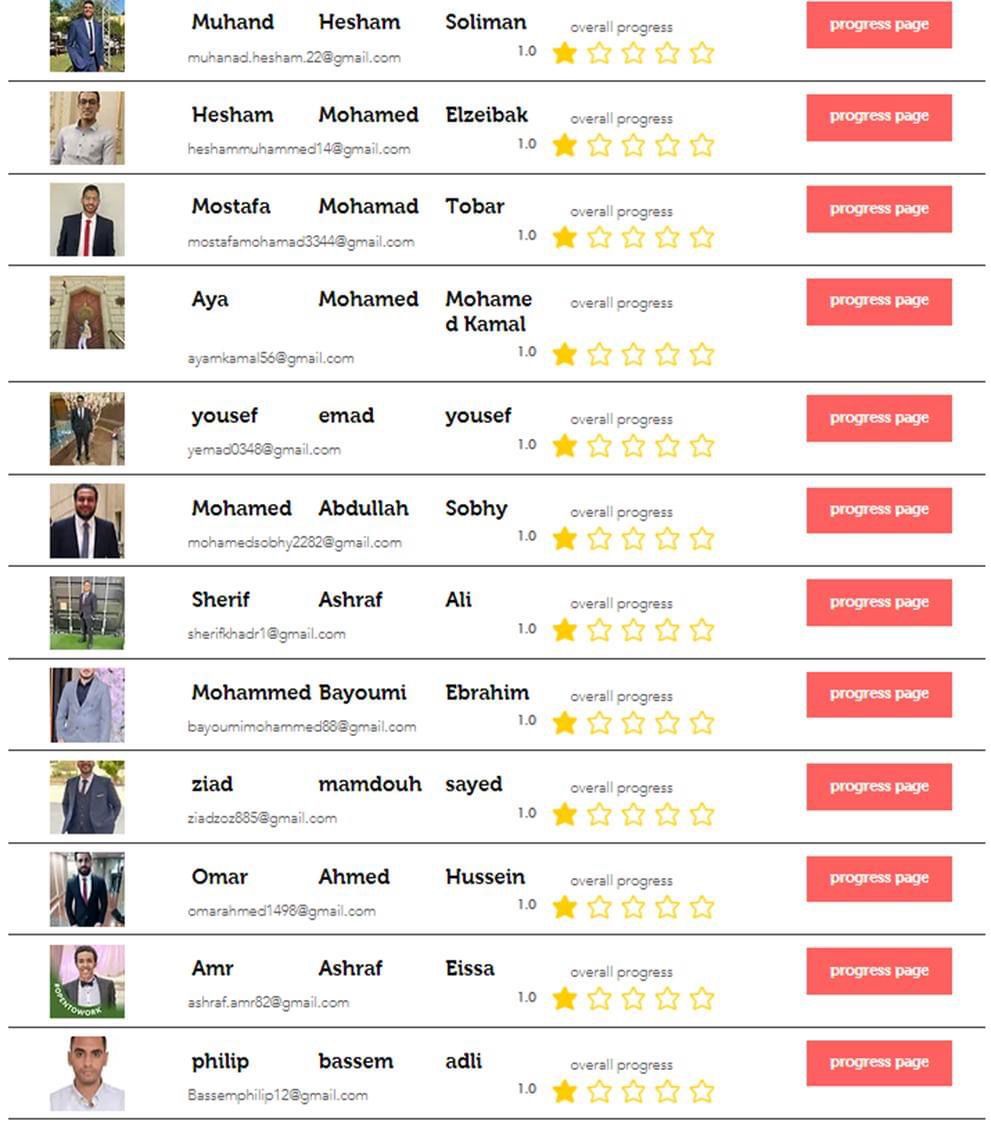 Muhand Hesham Soliman overall progress progress page
muhanad.hesham.22@gmail.com 1.0
Hesham Mohamed Elzeibak overall progress progress page
heshammuhammed14@gmail.com 1.0
Mostafa Mohamad Tobar overall progress progress page
mostafamohamad3344@gmail.com 1.0
Aya Mohamed Mohame overall progress progress page
d Kamal
ayamkamal56@gmail.com 1.0
yousef emad yousef overall progress progress page
yemad0348@gmail.com 1.0
Mohamed Abdullah Sobhy overall progress progress page
mohamedsobhy2282@gmail.com 1.0
Sherif Ashraf Ali overall progress progress page
sherifkhadr1@gmail.com 1.0
Mohammed Bayoumi Ebrahim overall progress progress page
bayoumimohammed88@gmail.com 1.0
ziad mamdouh sayed overall progress progress page
ziadzoz885@gmail.com 1.0
Omar Ahmed Hussein overall progress progress page
omarahmed1498@gmail.com 1.0
Amr Ashraf Eissa overall progress progress page
ashraf.amr82@gmail.com 1.0
#OPENTOWORK
philip bassem adli overall progress progress page
Bassemphilip12@gmail.com 1.0